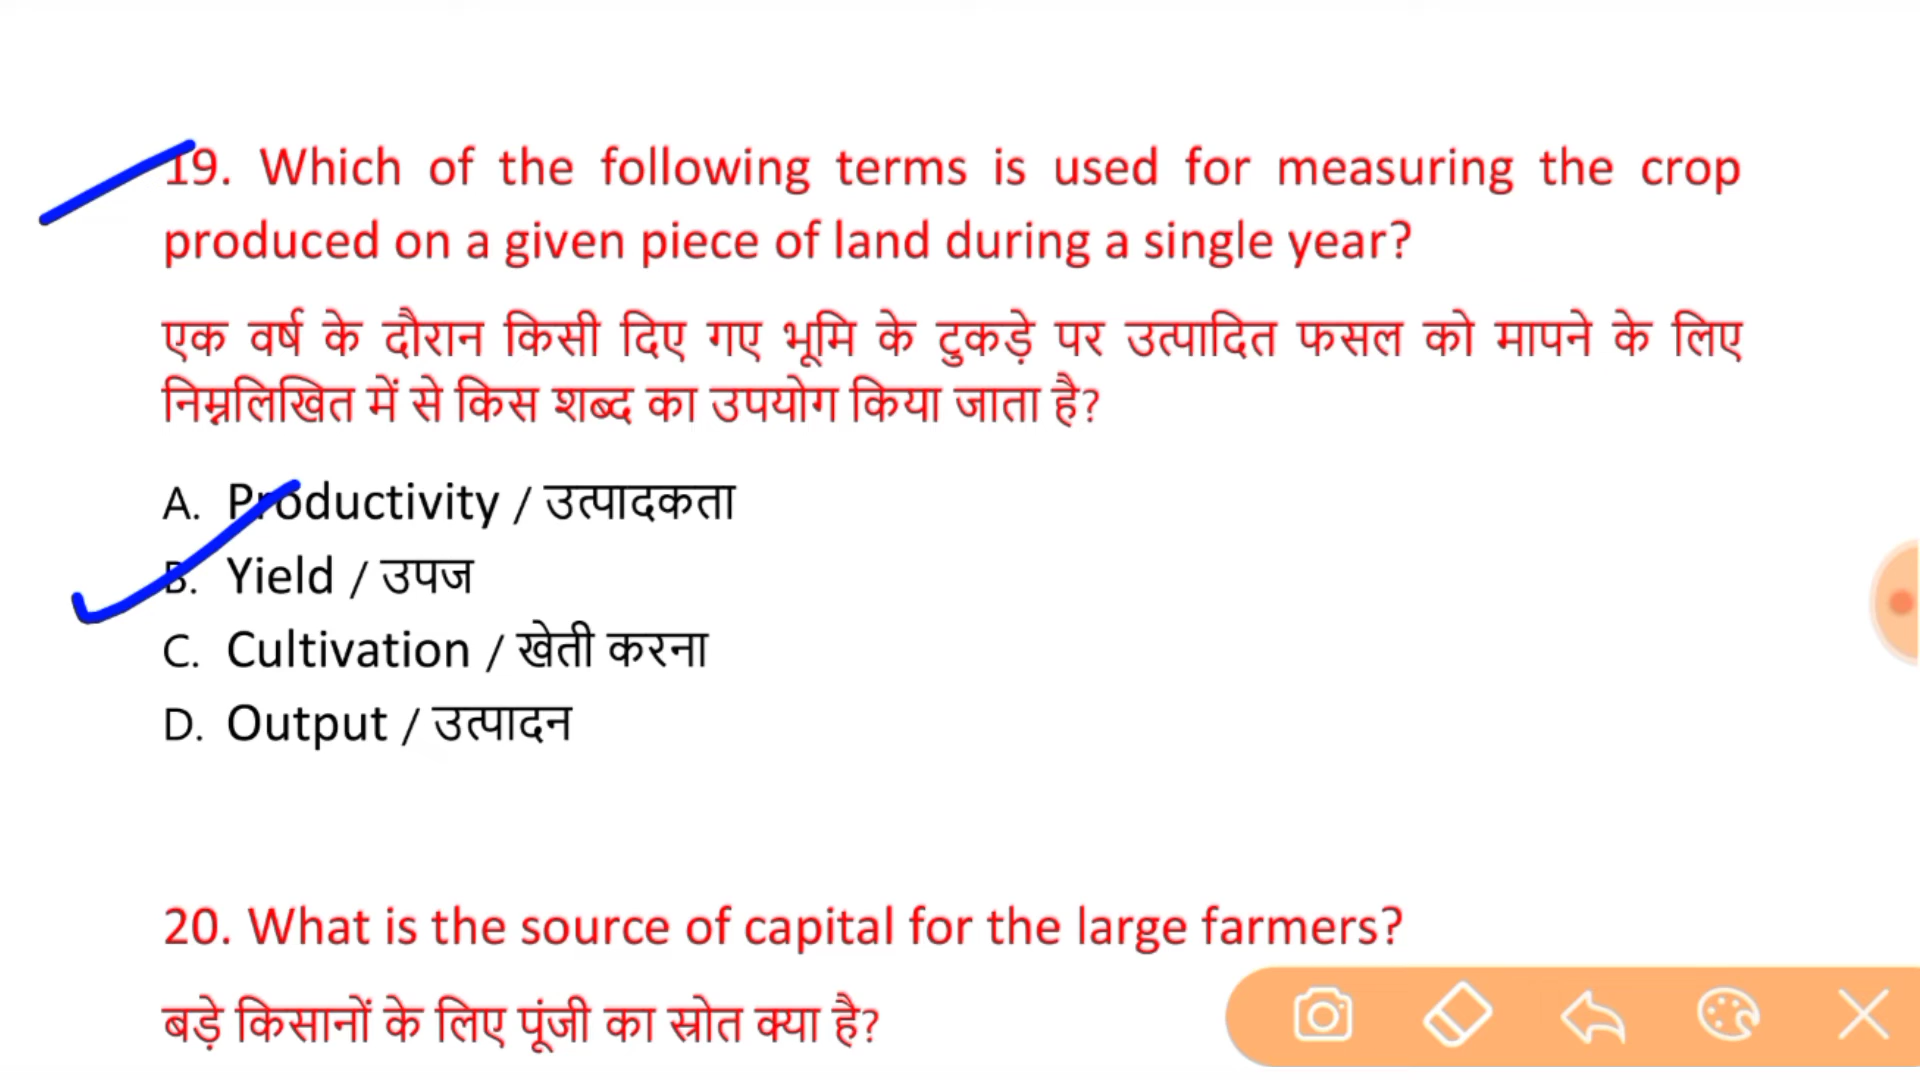 19. Which of the following terms is used for measuring the crop
produced on a given piece of land during a single year?
एक वर्ष के दौरान किसी दिए गए भूमि के टुकड़े पर उत्पादित फसल को मापने के लिए
निम्नलिखित में से किस शब्द का उपयोग किया जाता है?
A. Productivity / उत्पादकता
B. Yield / उपज
C. Cultivation / खेती करना
D. Output / उत्पादन
20. What is the source of capital for the large farmers?
बड़े किसानों के लिए पूंजी का स्रोत क्या है?